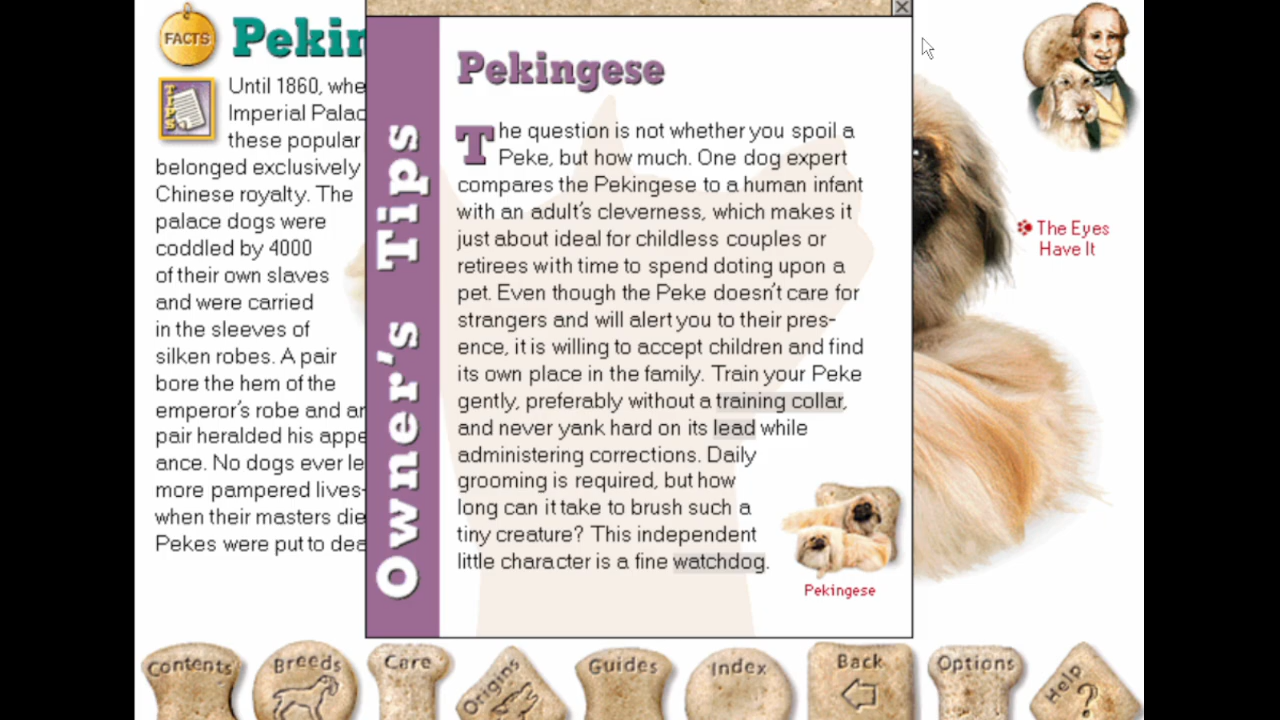 FACTS
Pekin
TIPS
Until 1860, whe
Imperial Palac
these popular
belonged exclusively
Chinese royalty. The
palace dogs were
coddled by 4000
of their own slaves
and were carried
in the sleeves of
silken robes. A pair
bore the hem of the
emperor's robe and an
pair heralded his appe
ance. No dogs ever le
more pampered lives-
when their masters die
Pekes were put to dea
Owner's Tips
Pekingese
The question is not whether you spoil a
Peke, but how much. One dog expert
compares the Pekingese to a human infant
with an adult's cleverness, which makes it
just about ideal for childless couples or
retirees with time to spend doting upon a
pet. Even though the Peke doesn't care for
strangers and will alert you to their pres-
ence, it is willing to accept children and find
its own place in the family. Train your Peke
gently, preferably without a training collar,
and never yank hard on its lead while
administering corrections. Daily
grooming is required, but how
long can it take to brush such a
tiny creature? This independent
little character is a fine watchdog.
Pekingese
The Eyes
Have It
Contents
Breeds
Care
Origins
Guides
Index
Back
Options
Help
?